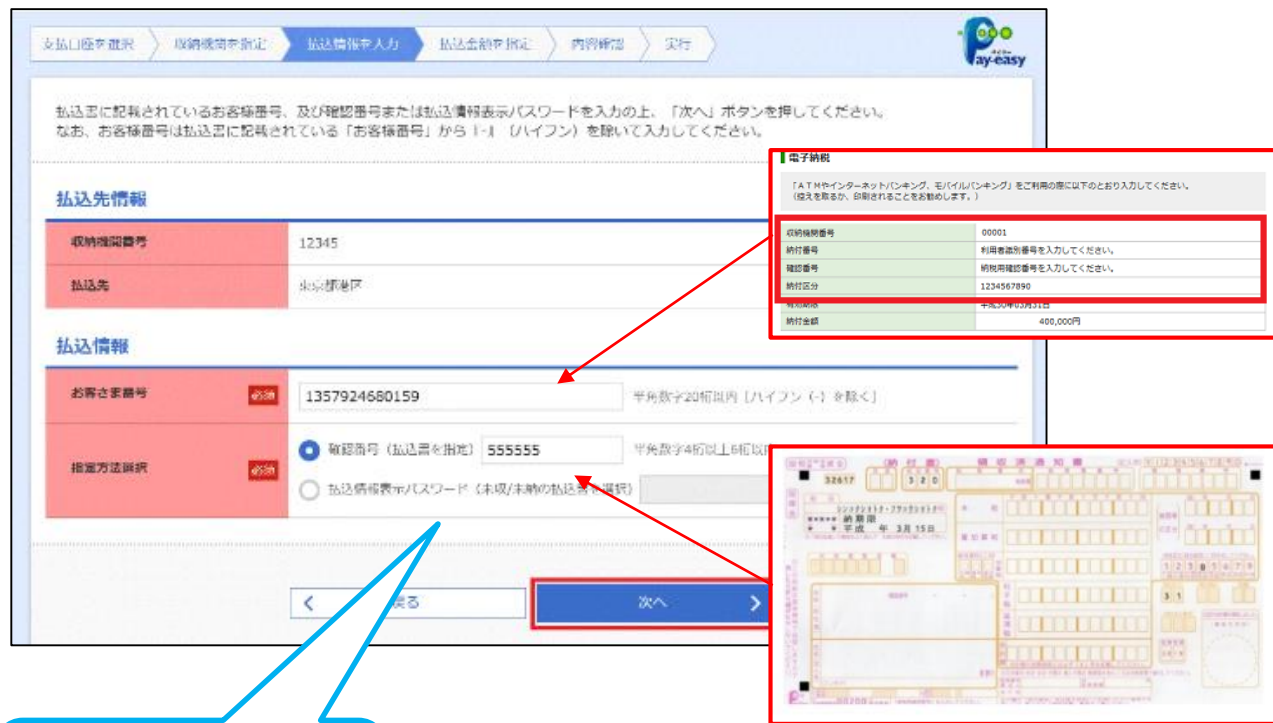 支払口座を選択
収納機関を指定
払込情報を入力
払込金額を指定
内容確認
実行
Pay-easy
払込書に記載されているお客様番号、及び確認番号または払込情報表示パスワードを入力の上、「次へ」ボタンを押してください。
なお、お客様番号は払込書に記載されている「お客様番号」から「-」（ハイフン）を除いて入力してください。
払込先情報
収納機関番号
12345
払込先
東京都港区
払込情報
お客さま番号
必須
1357924680159
半角数字20桁以内［ハイフン（-）を除く］
指定方法選択
必須
確認番号（払込書を指定）
555555
半角数字4桁以上6桁以内
払込情報表示パスワード（未収/未納の払込書を選択）
戻る
次へ
電子納税
「ATMやインターネットバンキング、モバイルバンキング」をご利用の際に以下のとおり入力してください。
（控えを取るか、印刷されることをお勧めします。）
収納機関番号
00001
納付番号
利用者識別番号を入力してください。
確認番号
納税用確認番号を入力してください。
納付区分
1234567890
平成30年03月31日
納付金額
400,000円
（納付書）
領収済通知書
32617
320
納期限
平成 年 3月15日
31
00200